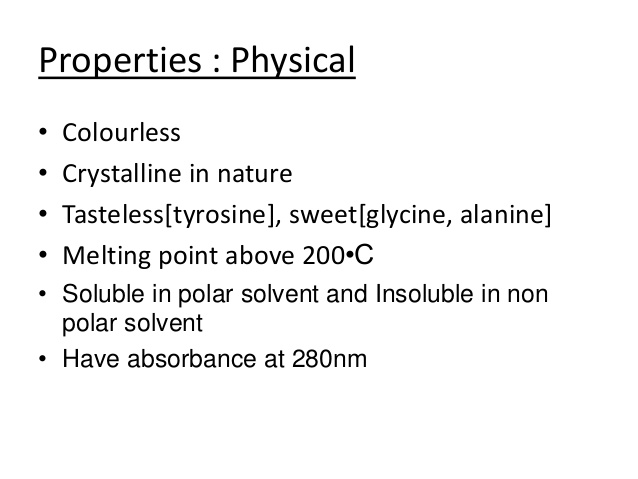 Properties : Physical
• Colourless
• Crystalline in nature
• Tasteless[tyrosine], sweet[glycine, alanine]
• Melting point above 200•C
• Soluble in polar solvent and Insoluble in non
polar solvent
• Have absorbance at 280nm